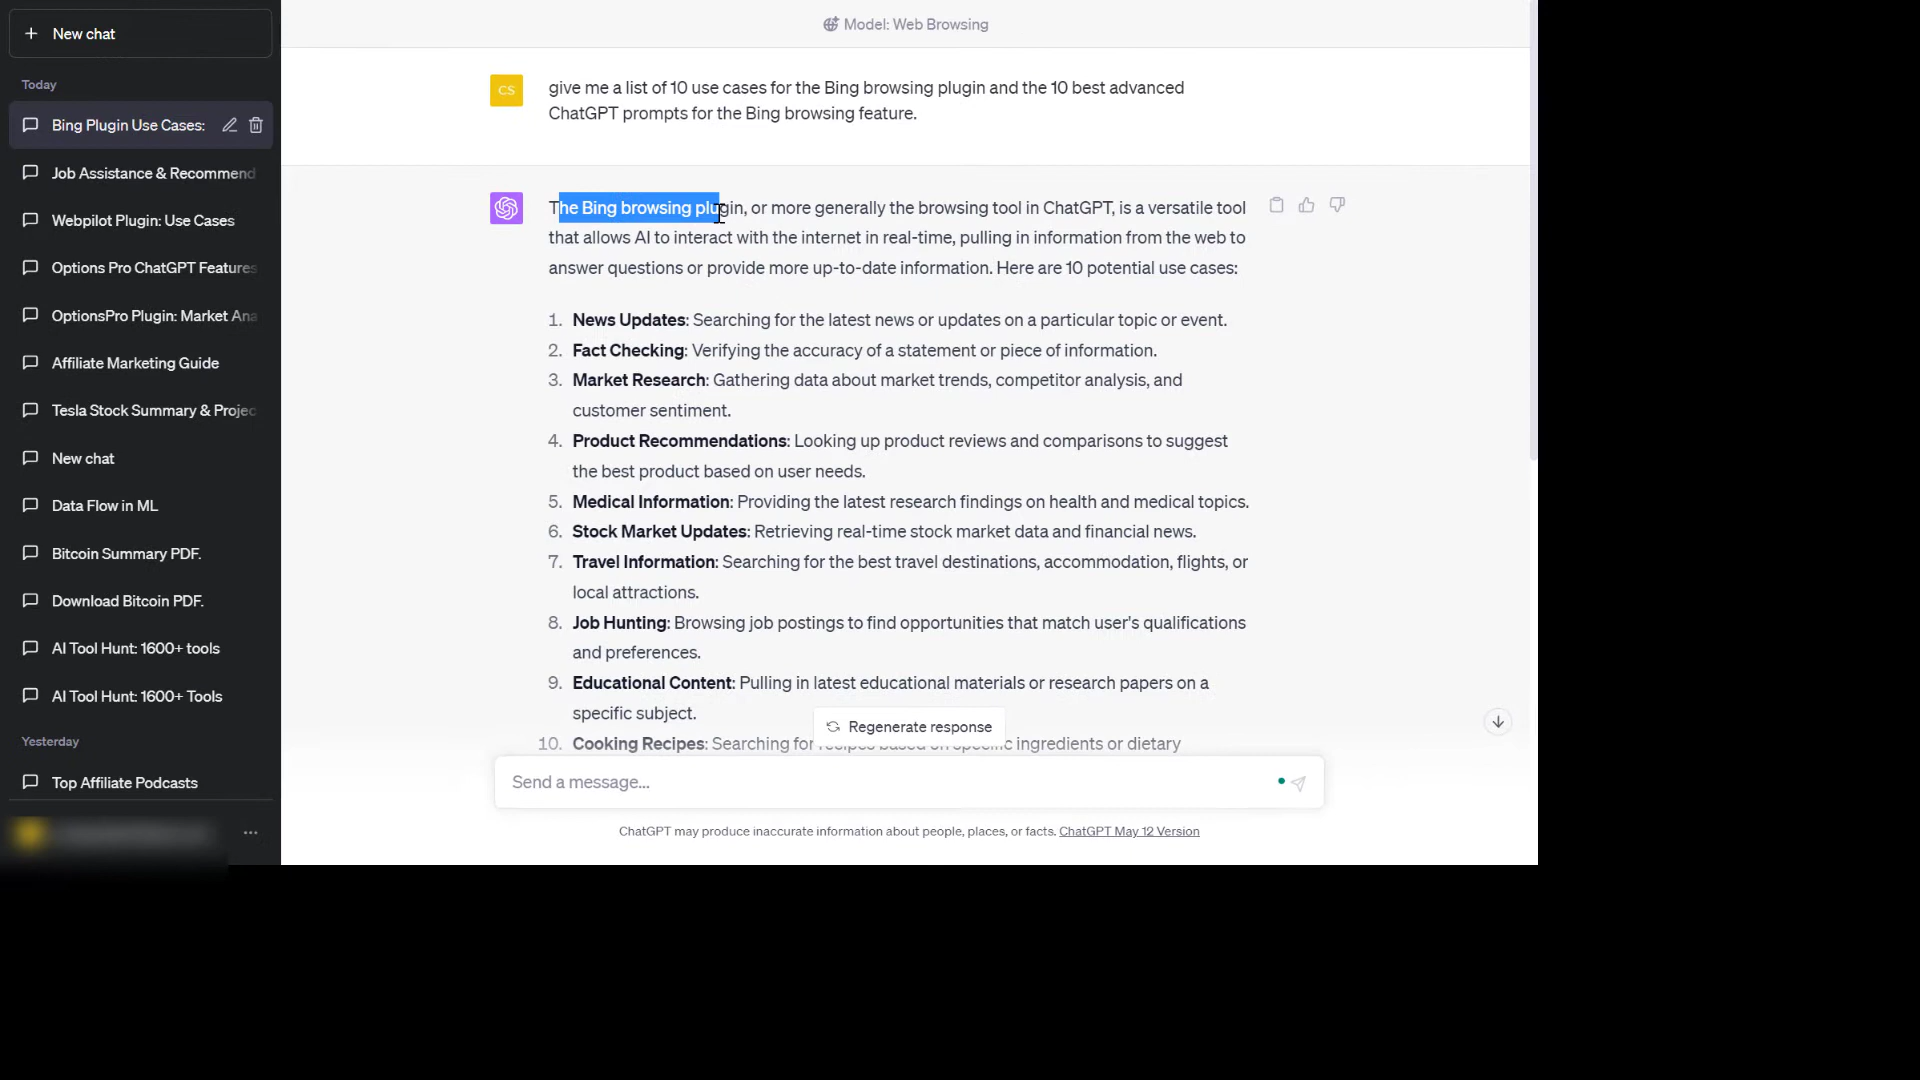 New chat
Today
Bing Plugin Use Cases:
Job Assistance & Recommend
Webpilot Plugin: Use Cases
Options Pro ChatGPT Features
OptionsPro Plugin: Market Ana
Affiliate Marketing Guide
Tesla Stock Summary & Projec
New chat
Data Flow in ML
Bitcoin Summary PDF.
Download Bitcoin PDF.
AI Tool Hunt: 1600+ tools
AI Tool Hunt: 1600+ Tools
Yesterday
Top Affiliate Podcasts
Model: Web Browsing
CS
give me a list of 10 use cases for the Bing browsing plugin and the 10 best advanced
ChatGPT prompts for the Bing browsing feature.
The Bing browsing plugin, or more generally the browsing tool in ChatGPT, is a versatile tool
that allows AI to interact with the internet in real-time, pulling in information from the web to
answer questions or provide more up-to-date information. Here are 10 potential use cases:
1. News Updates: Searching for the latest news or updates on a particular topic or event.
2. Fact Checking: Verifying the accuracy of a statement or piece of information.
3. Market Research: Gathering data about market trends, competitor analysis, and
customer sentiment.
4. Product Recommendations: Looking up product reviews and comparisons to suggest
the best product based on user needs.
5. Medical Information: Providing the latest research findings on health and medical topics.
6. Stock Market Updates: Retrieving real-time stock market data and financial news.
7. Travel Information: Searching for the best travel destinations, accommodation, flights, or
local attractions.
8. Job Hunting: Browsing job postings to find opportunities that match user's qualifications
and preferences.
9. Educational Content: Pulling in latest educational materials or research papers on a
specific subject.
Regenerate response
10. Cooking Recipes: Searching for recipes based on specific ingredients or dietary
Send a message...
ChatGPT may produce inaccurate information about people, places, or facts. ChatGPT May 12 Version